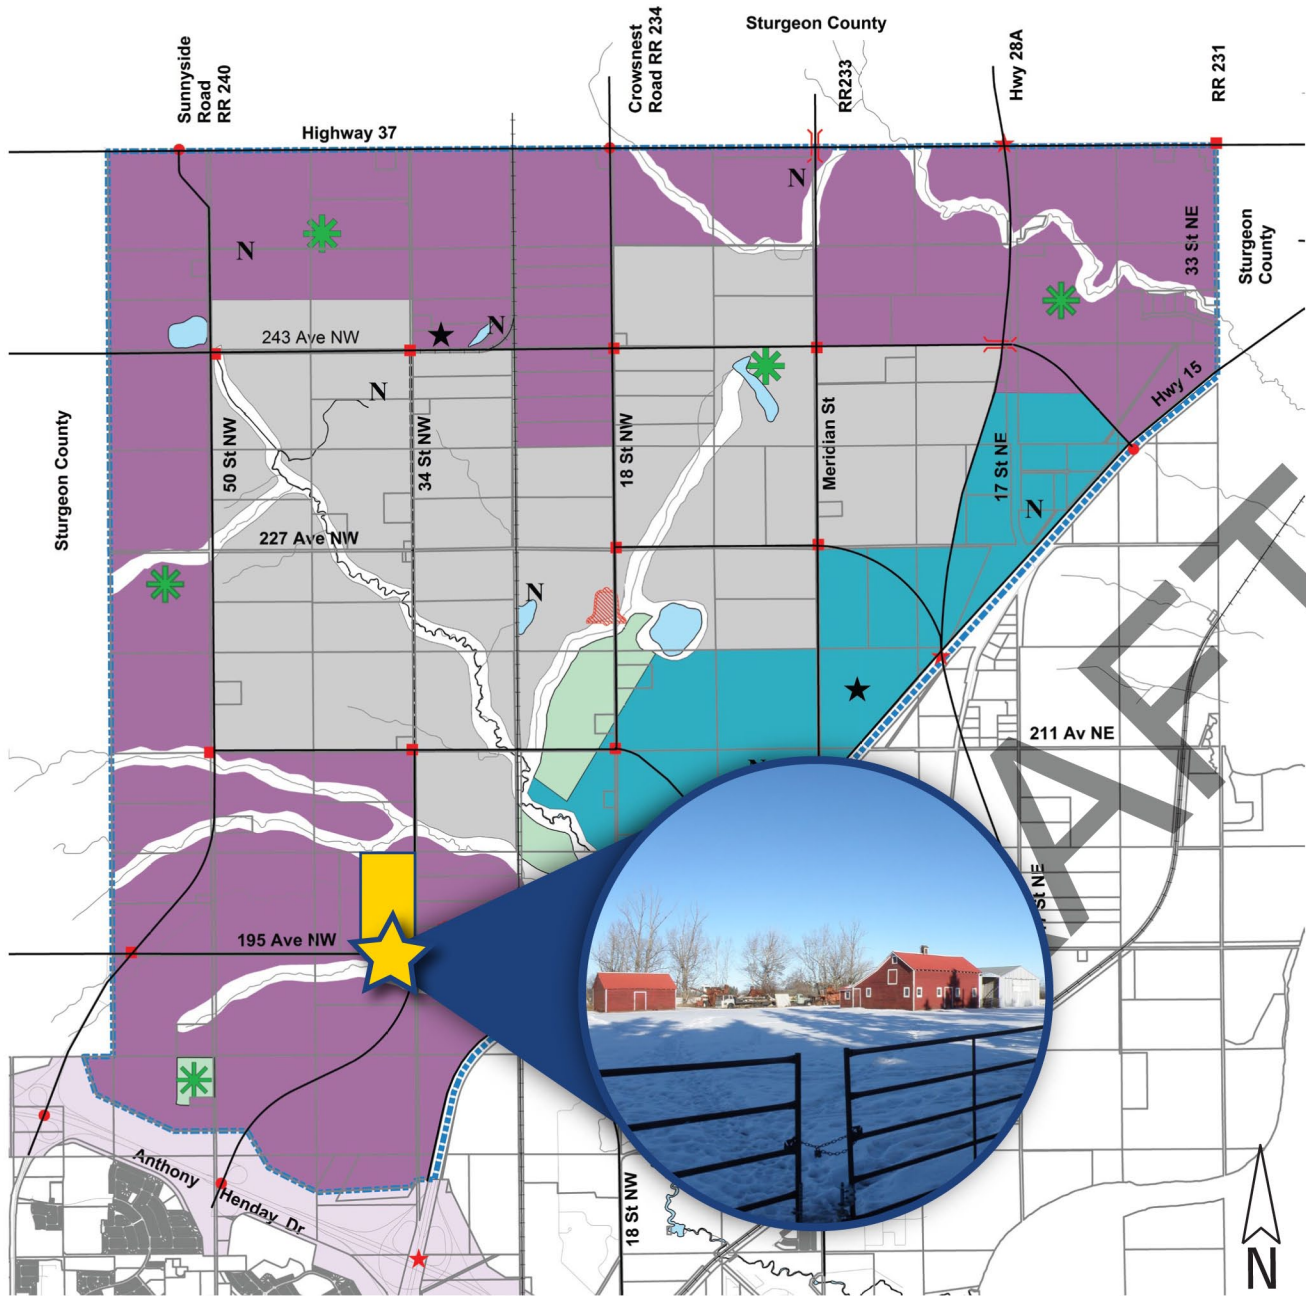 Sturgeon County
Sunnyside
Road
RR 240
Crowsnest
Road RR 234
RR233
Hwy 28A
RR 231
Highway 37
N
N
33 St NE
Sturgeon
County
243 Ave NW
N
N
Hwy 15
Sturgeon County
50 St NW
34 St NW
18 St NW
Meridian St
17 St NE
N
227 Ave NW
N
211 Av NE
195 Ave NW
St NE
Anthony
Henday Dr
18 St NW
N